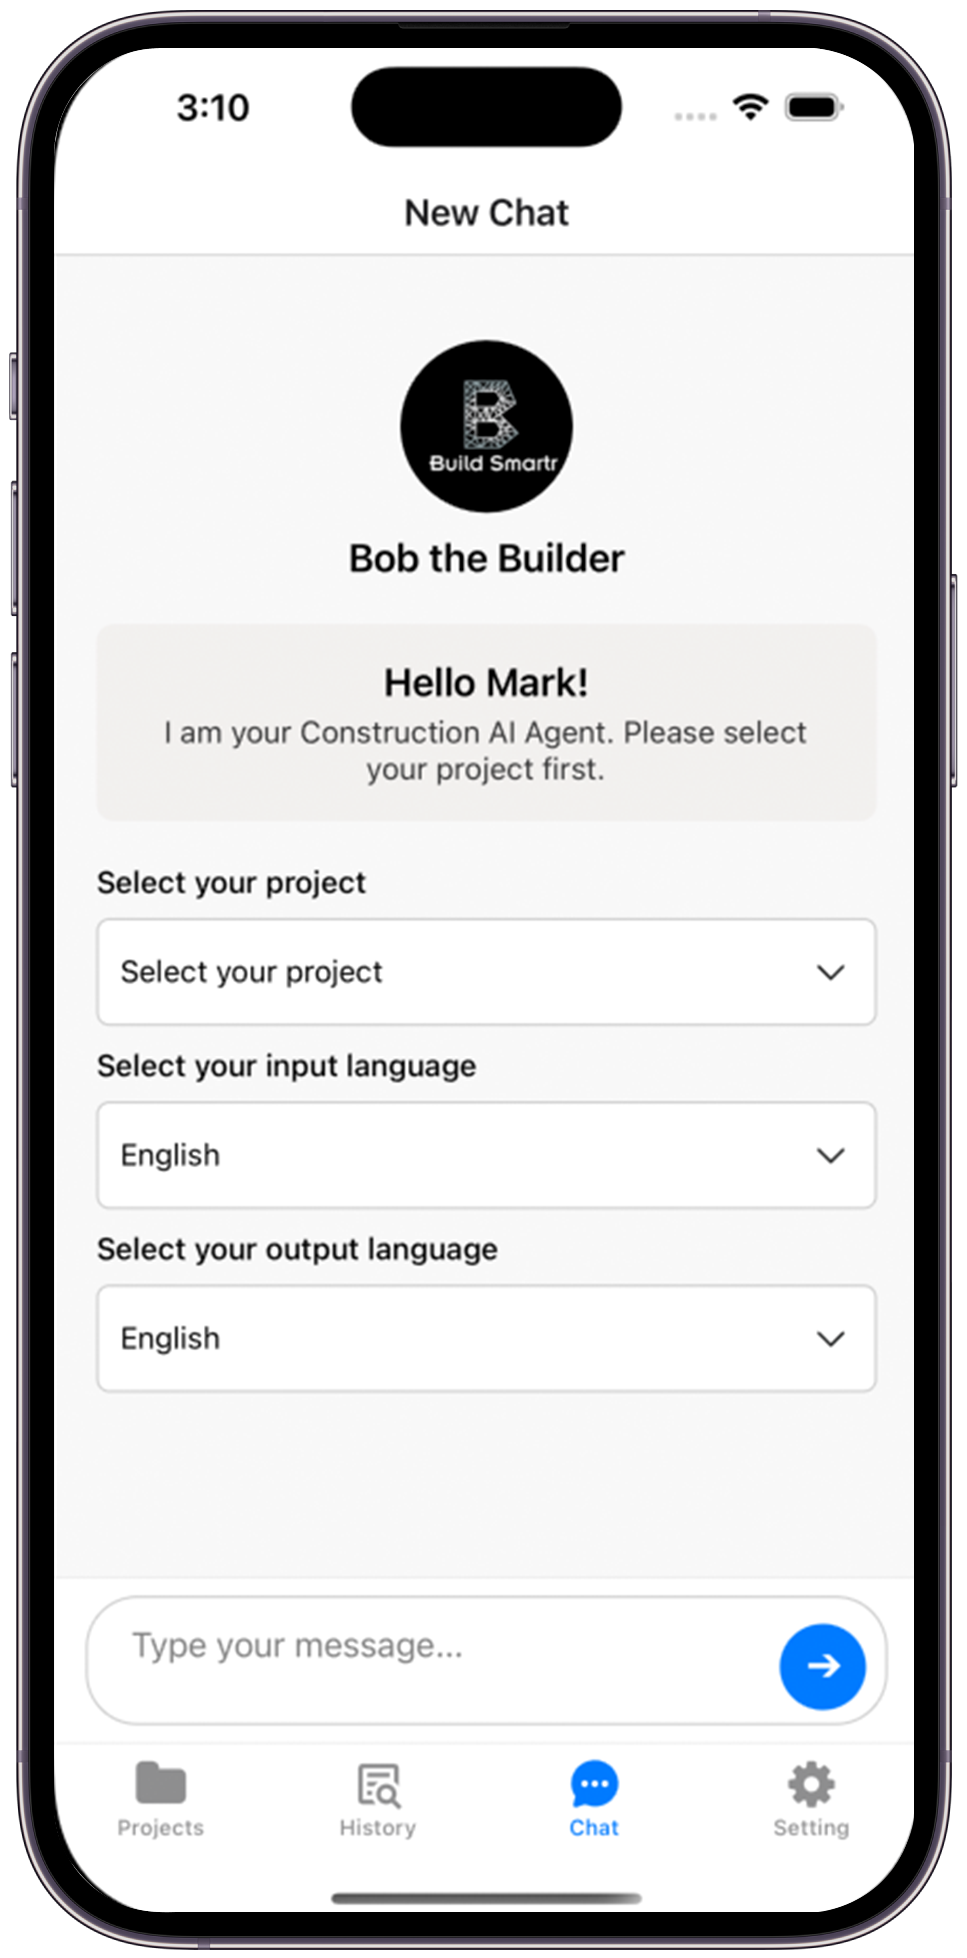 3:10
New Chat
B
Build Smartr
Bob the Builder
Hello Mark!
I am your Construction AI Agent. Please select
your project first.
Select your project
Select your project
Select your input language
English
Select your output language
English
Type your message...
Projects
History
Chat
Setting